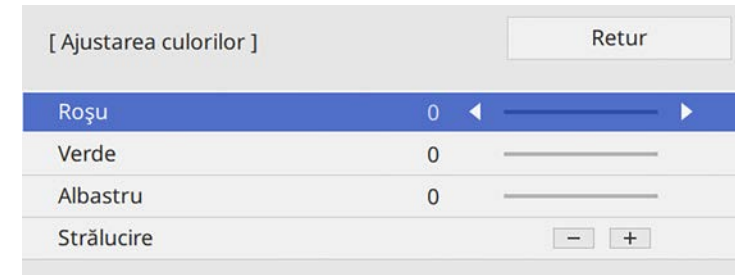 [ Ajustarea culorilor ] Retur
Roşu 0
Verde 0
Albastru 0
Strălucire − +